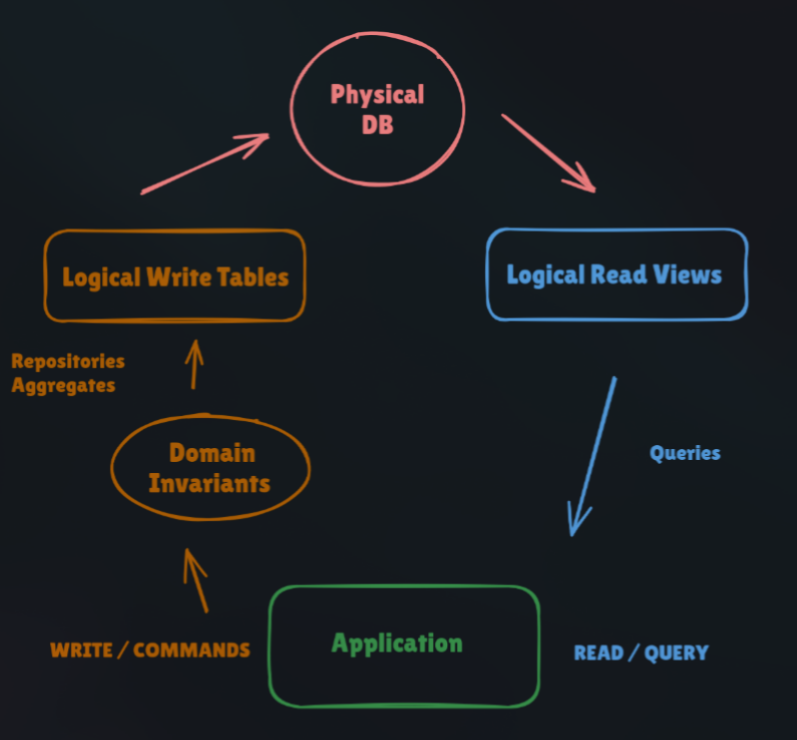 Physical
DB
Logical Write Tables
Logical Read Views
Repositories
Aggregates
Domain
Invariants
Queries
WRITE / COMMANDS
Application
READ / QUERY